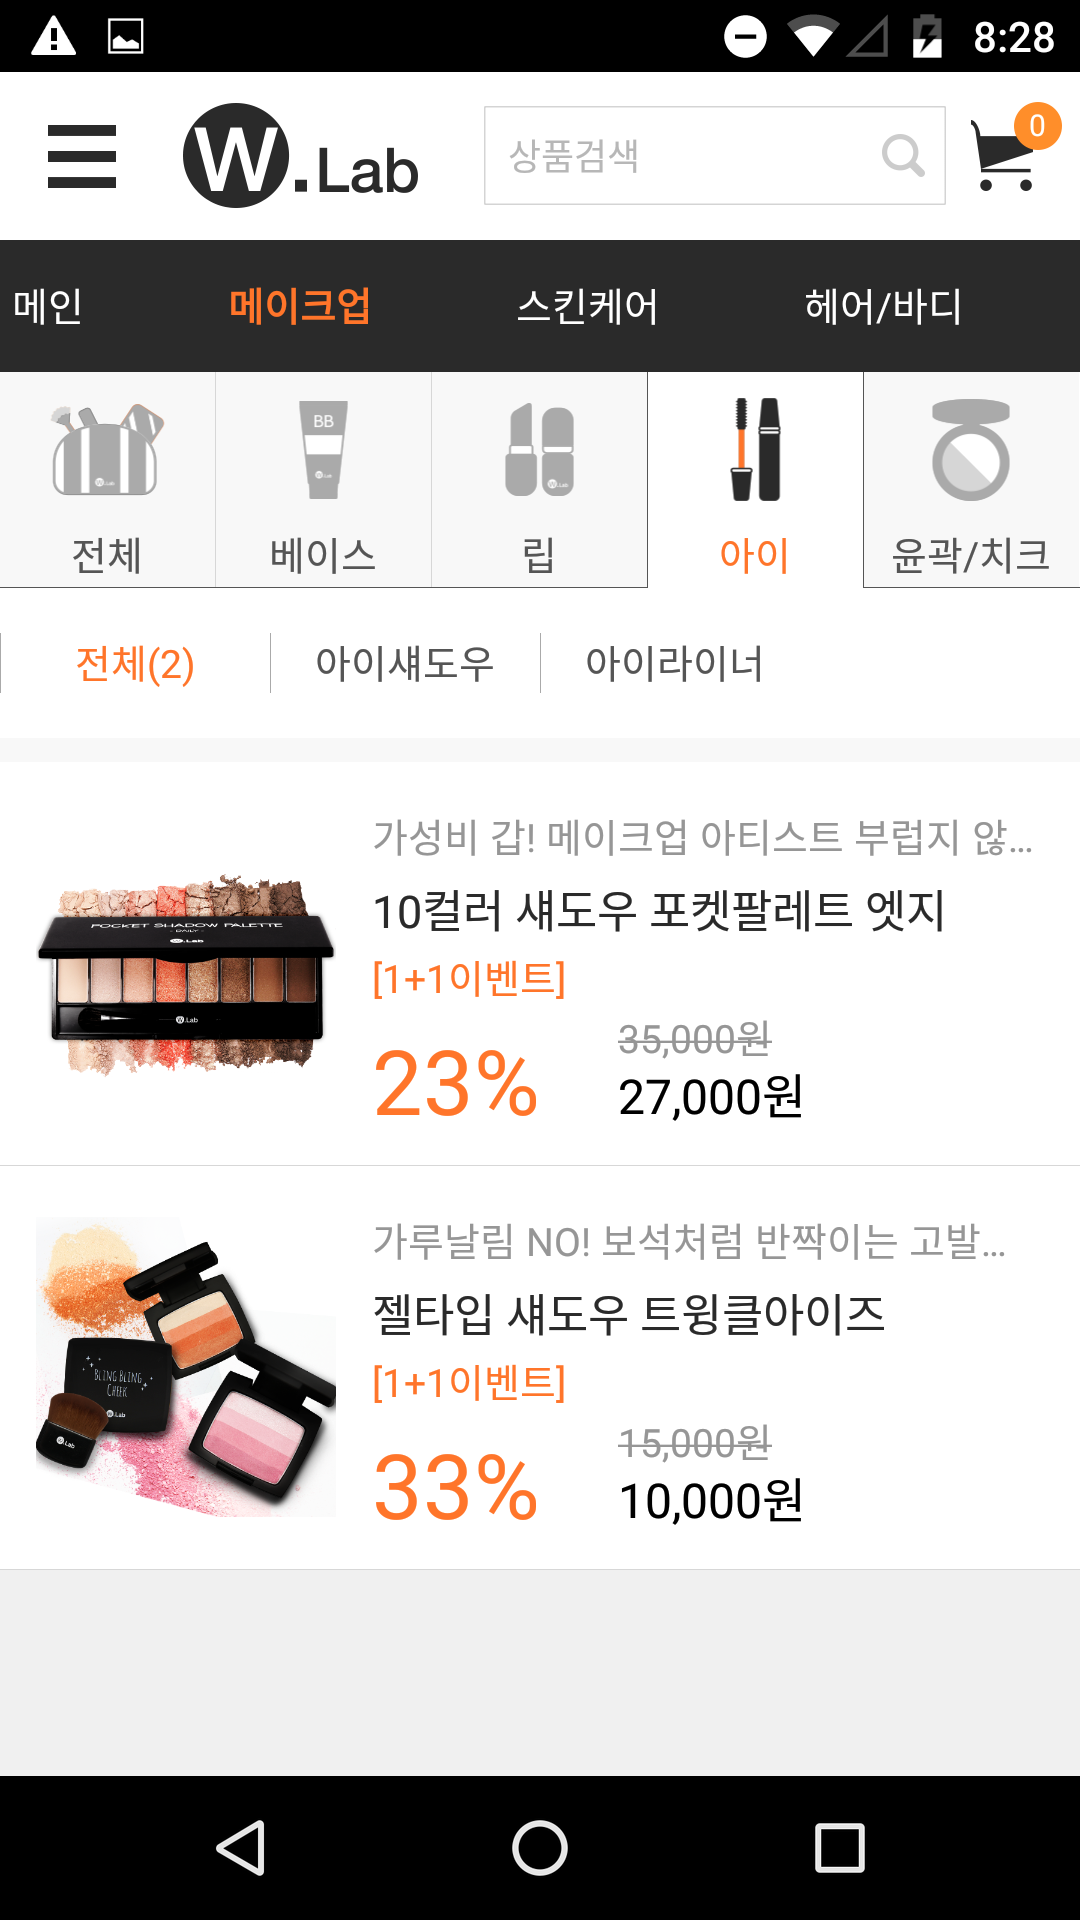 8:28
W.Lab
상품검색
0
메인
메이크업
스킨케어
헤어/바디
BB
전체
베이스
립
아이
윤곽/치크
전체(2)
아이섀도우
아이라이너
가성비 갑! 메이크업 아티스트 부럽지 않...
10컬러 섀도우 포켓팔레트 엣지
[1+1이벤트]
23%
35,000원
27,000원
POCKET SHADOW PALETTE
- DAILY -
W.Lab
W.Lab
가루날림 NO! 보석처럼 반짝이는 고발...
젤타입 섀도우 트윙클아이즈
[1+1이벤트]
33%
15,000원
10,000원
BLING BLING
CHEEK
W.Lab
W.Lab